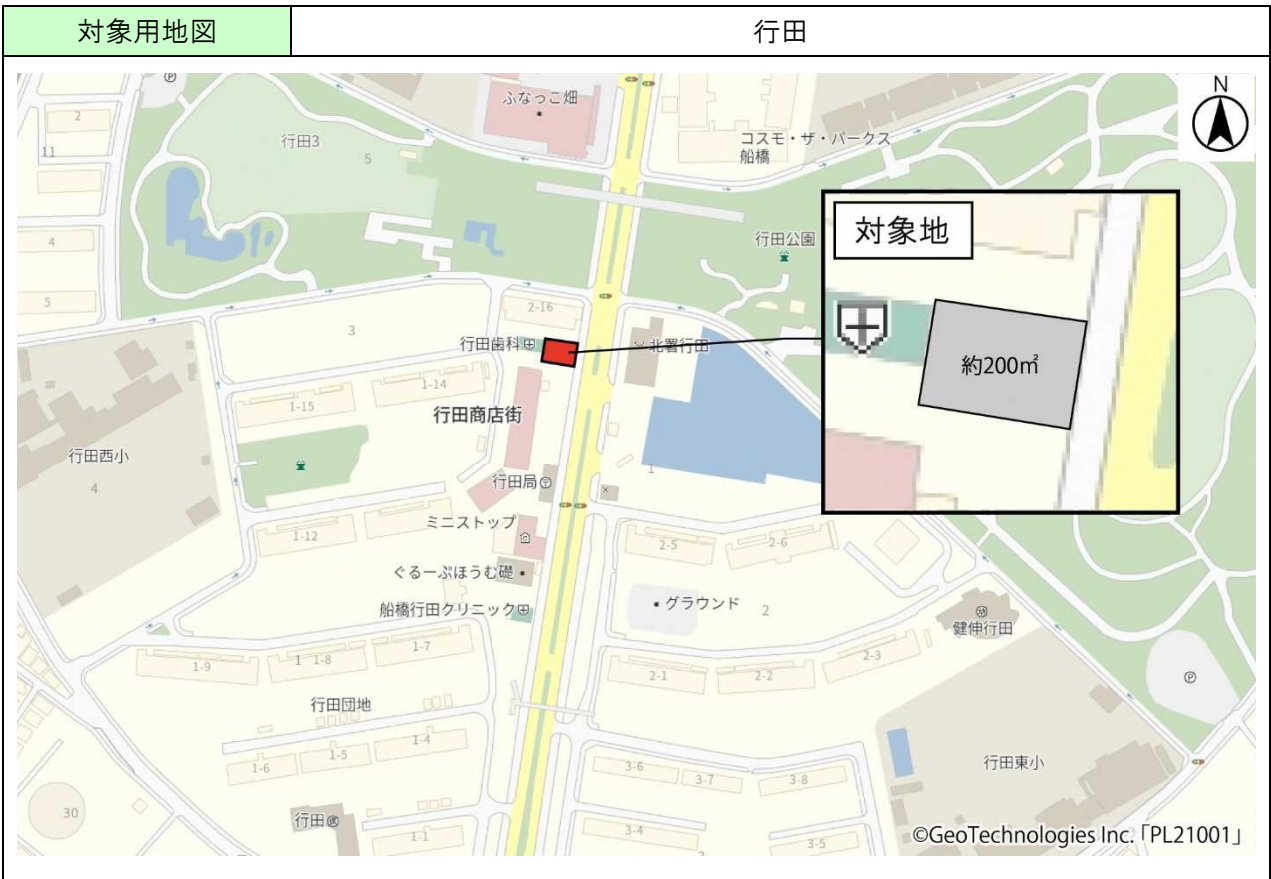 対象用地図
行田
N
ふなっこ畑
2
行田3
5
11
コスモ・ザ・パークス
船橋
4
行田公園
対象地
5
2-16
3
行田歯科
北署行田
約200㎡
1-14
1-15
行田商店街
行田西小
4
行田局
1
ミニストップ
1-12
2-5
2-6
ぐるーぷほうむ礎
グラウンド
2
船橋行田クリニック
健伸行田
1-7
1-8
1
1-9
2-3
2-1
2-2
行田団地
1-4
1-5
1-6
3-6
3-7
3-8
行田東小
30
行田
1-1
3-4
3-5
©GeoTechnologies Inc.「PL21001」